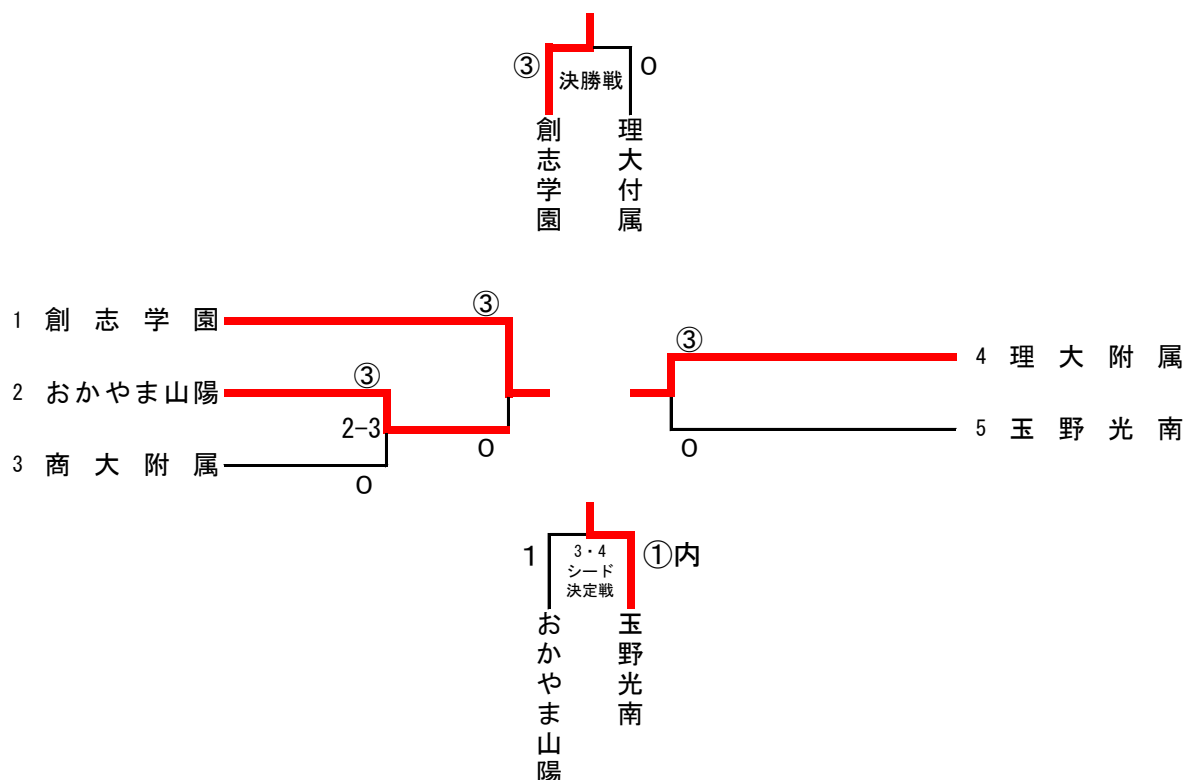 ③ 決勝戦 0
創志学園
理大付属
1 創志学園 ③
③ 4 理大附属
2 おかやま山陽 ③
2-3 0
0 5 玉野光南
3 商大附属 0
1 3・4 ①内
シード
決定戦
おかやま山陽
玉野光南